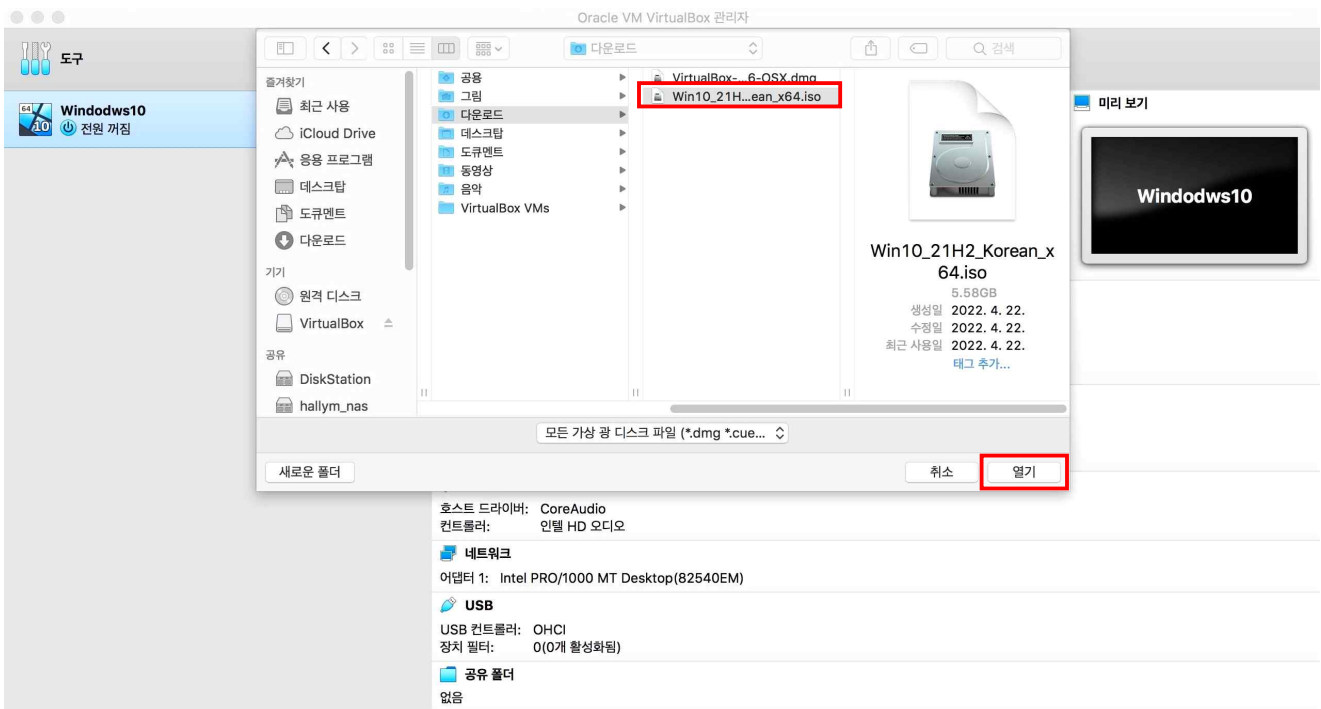 Oracle VM VirtualBox 관리자
도구
64
10
Windodws10
전원 꺼짐
다운로드
검색
즐겨찾기
최근 사용
iCloud Drive
응용 프로그램
데스크탑
도큐멘트
다운로드
기기
원격 디스크
VirtualBox
공유
DiskStation
hallym_nas
공용
그림
다운로드
데스크탑
도큐멘트
동영상
음악
VirtualBox VMs
VirtualBox-...6-OSX.dmg
Win10_21H...ean_x64.iso
Win10_21H2_Korean_x
64.iso
5.58GB
생성일 2022. 4. 22.
수정일 2022. 4. 22.
최근 사용일 2022. 4. 22.
태그 추가...
모든 가상 광 디스크 파일 (*.dmg *.cue...
새로운 폴더
취소
열기
미리 보기
Windodws10
호스트 드라이버: CoreAudio
컨트롤러: 인텔 HD 오디오
네트워크
어댑터 1: Intel PRO/1000 MT Desktop(82540EM)
USB
USB 컨트롤러: OHCI
장치 필터: 0(0개 활성화됨)
공유 폴더
없음